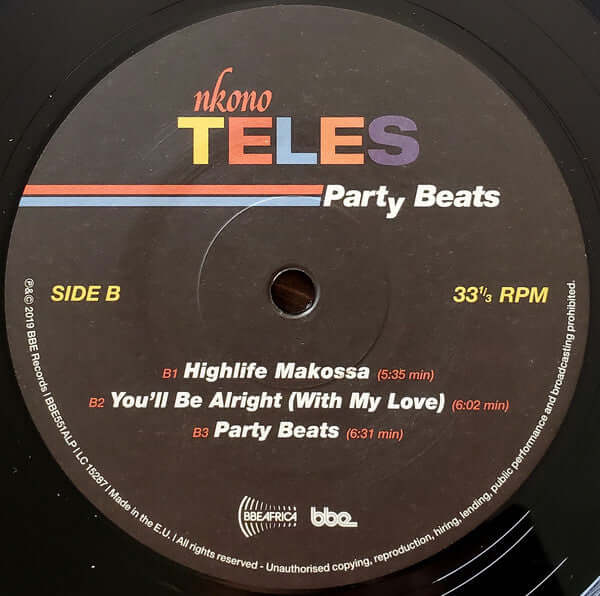 nkono
TELES
Party Beats
SIDE B
33⅓ RPM
B1 Highlife Makossa (5:35 min)
B2 You'll Be Alright (With My Love) (6:02 min)
B3 Party Beats (6:31 min)
BBEAFRICA
bbe
℗&© 2019 BBE Records | BBE551ALP | LC 15287 | Made in the E.U. | All rights reserved - Unauthorised copying, reproduction, hiring, lending, public performance and broadcasting prohibited.